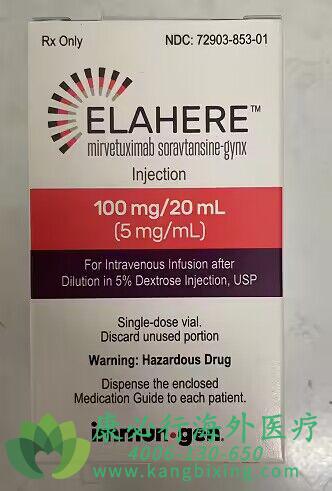 Rx Only
NDC: 72903-853-01
ELAHERE™
mirvetuximab soravtansine-gynx
Injection
100 mg/20 mL
(5 mg/mL)
For Intravenous Infusion after
Dilution in 5% Dextrose Injection, USP
Single-dose vial.
Discard unused portion
Warning: Hazardous Drug
Dispense the enclosed
Medication Guide to each patient.
康必行海外医疗
4006-130-650
www.kangbixing.com